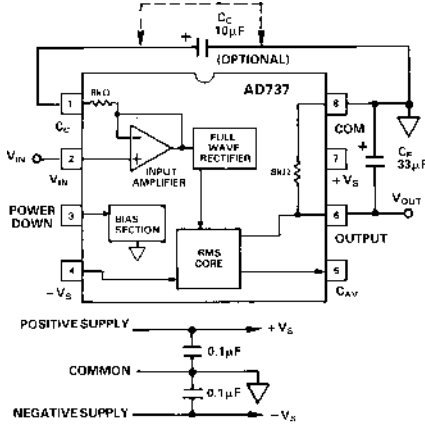 CC
10µF
+
(OPTIONAL)
AD737
8kΩ
1
CC
8
COM
VIN
2
VIN
INPUT
AMPLIFIER
FULL
WAVE
RECTIFIER
8kΩ
7
+VS
+
CF
33µF
POWER
DOWN
3
BIAS
SECTION
6
OUTPUT
VOUT
4
−VS
RMS
CORE
5
CAV
POSITIVE SUPPLY
+VS
0.1µF
COMMON
0.1µF
NEGATIVE SUPPLY
−VS